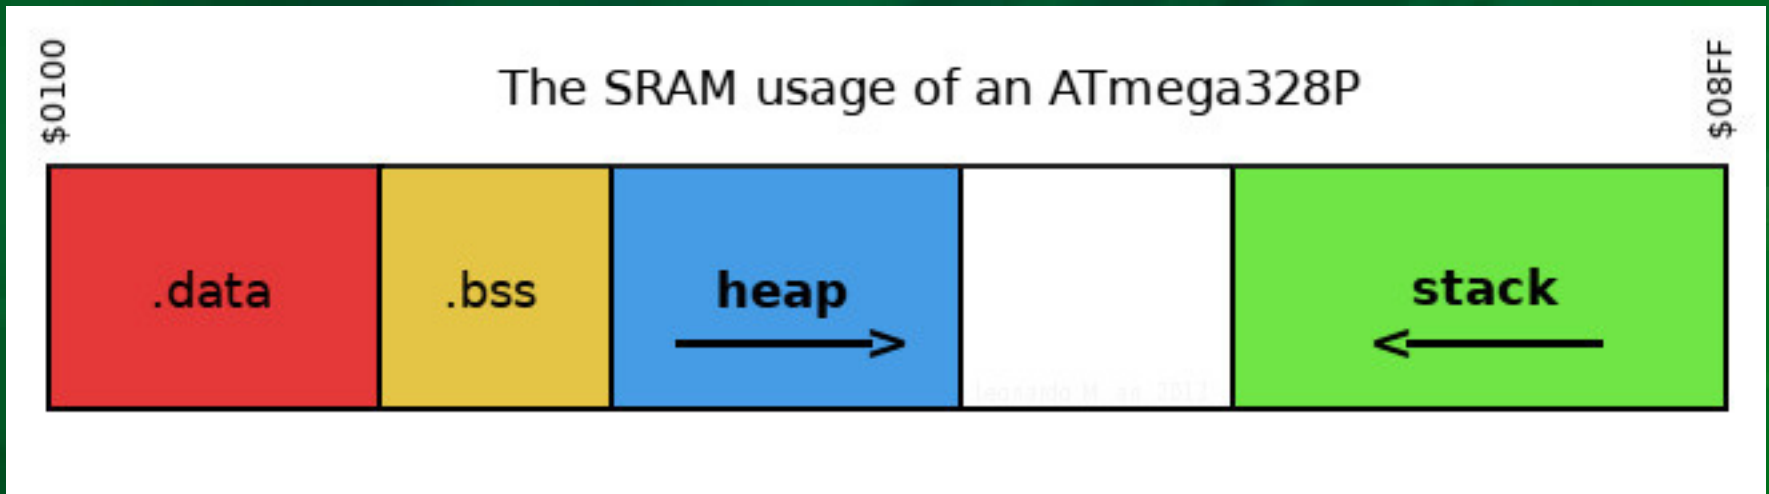 $0100
The SRAM usage of an ATmega328P
$08FF
.data
.bss
heap
stack